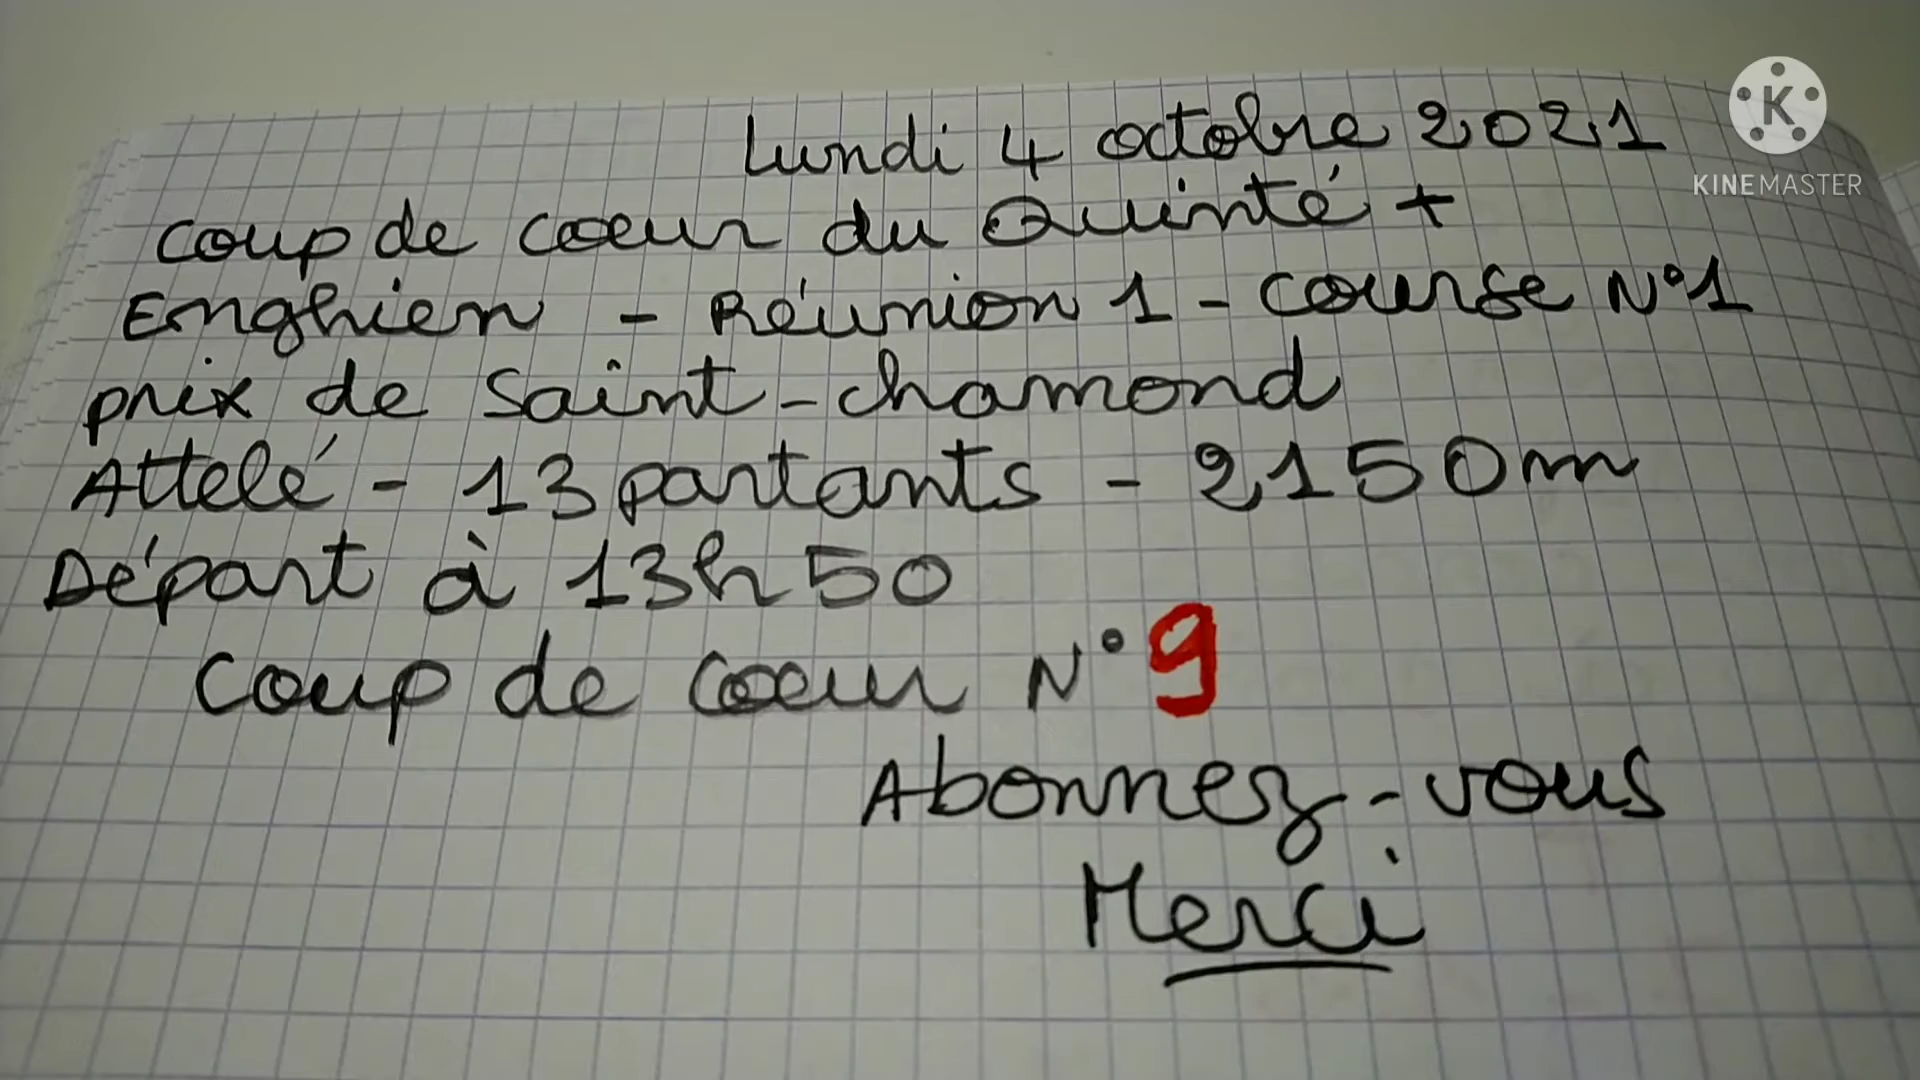 Lundi 4 octobre 2021
Coup de coeur du Quinté +
Enghien - Réunion 1 - course N°1
prix de Saint-chamond
Attelé - 13 partants - 2150m
Départ à 13h50
Coup de coeur N° 9
Abonnez-vous
Merci
K
KINEMASTER